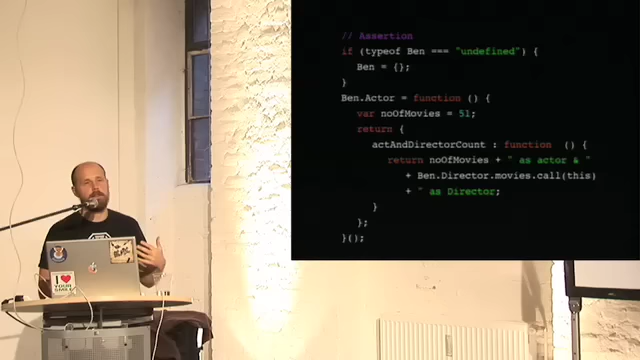 // Assertion
if (typeof Ben === "undefined") {
Ben = {};
}
Ben.Actor = function () {
var noOfMovies = 51;
return {
actAndDirectorCount : function () {
return noOfMovies + " as actor & "
+ Ben.Director.movies.call(this)
+ " as Director;
}
};
}();
I
YOUR